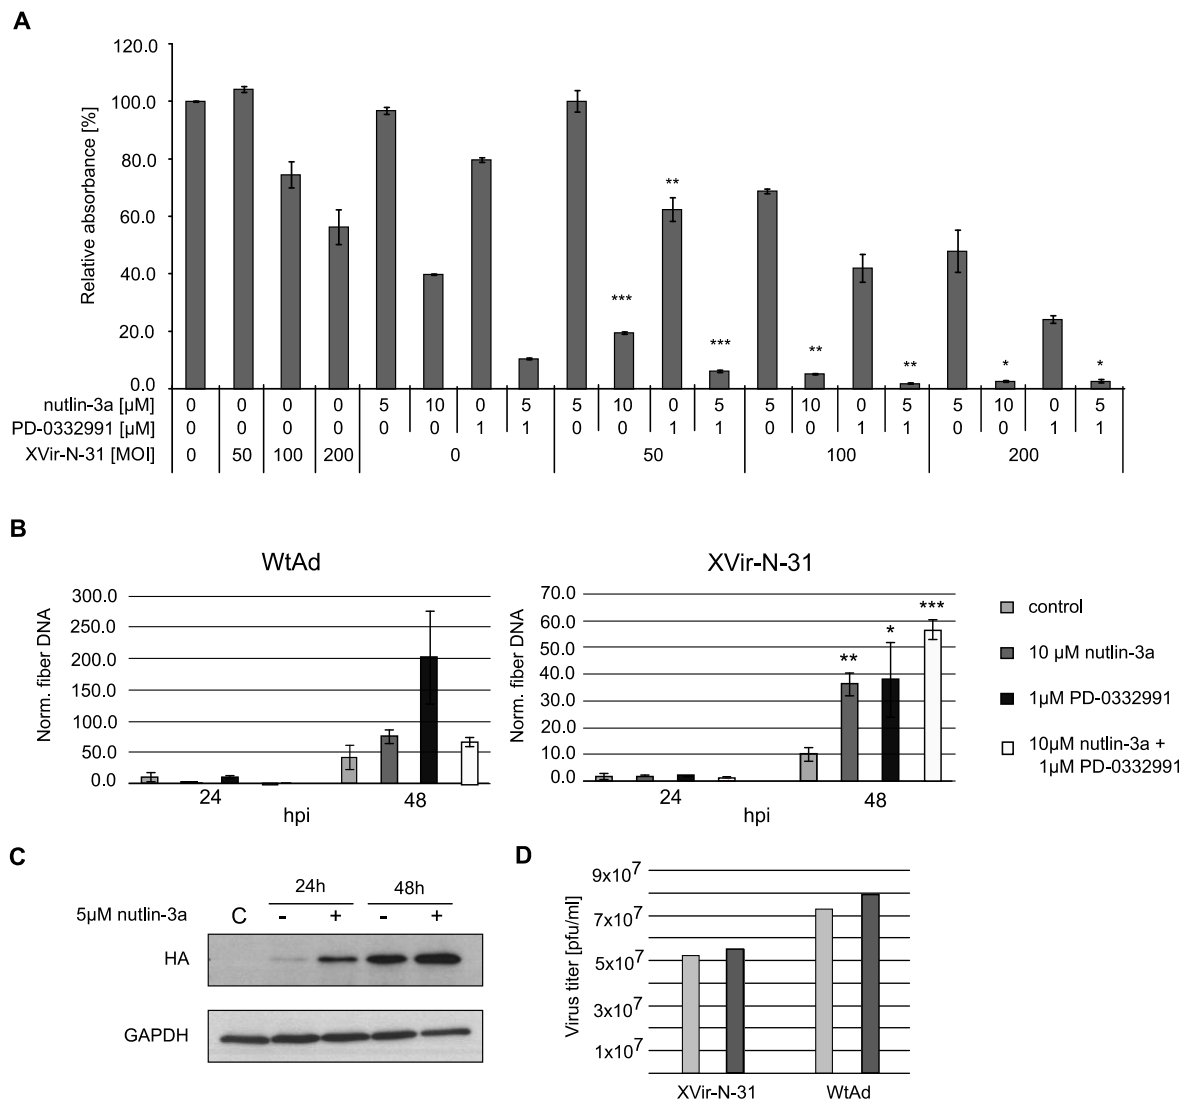 A
120.0
100.0
80.0
60.0
40.0
20.0
0.0
Relative absorbance [%]
** *** *** ** ** * *
nutlin-3a [µM] 0 0 0 0 5 10 0 5 5 10 0 5 5 10 0 5 5 10 0 5
PD-0332991 [µM] 0 0 0 0 0 0 1 1 0 0 1 1 0 0 1 1 0 0 1 1
XVir-N-31 [MOI] 0 50 100 200 0 50 100 200
B
WtAd
Norm. fiber DNA
300.0
250.0
200.0
150.0
100.0
50.0
0.0
24 48
hpi
XVir-N-31
Norm. fiber DNA
70.0
60.0
50.0
40.0
30.0
20.0
10.0
0.0
** * ***
24 48
hpi
control
10 µM nutlin-3a
1µM PD-0332991
10µM nutlin-3a +
1µM PD-0332991
C
24h 48h
5µM nutlin-3a C - + - +
HA
GAPDH
D
Virus titer [pfu/ml]
9x10⁷
7x10⁷
5x10⁷
3x10⁷
1x10⁷
XVir-N-31 WtAd